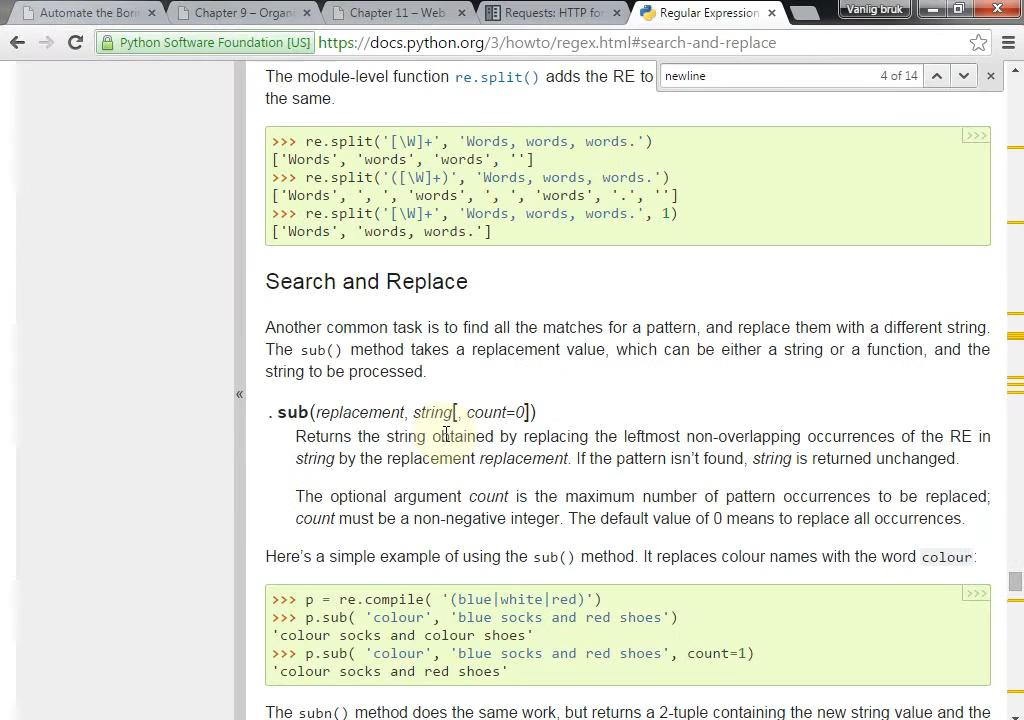 Automate the Bori
Chapter 9 – Organi
Chapter 11 – Web
Requests: HTTP for
Regular Expression
Vanlig bruk
Python Software Foundation [US]
https://docs.python.org/3/howto/regex.html#search-and-replace
The module-level function re.split() adds the RE to
newline
4 of 14
the same.
>>> re.split('[\W]+', 'Words, words, words.')
>>>
['Words', 'words', 'words', '']
>>> re.split('([\W]+)', 'Words, words, words.')
['Words', ', ', 'words', ', ', 'words', '.', '']
>>> re.split('[\W]+', 'Words, words, words.', 1)
['Words', 'words, words.']
Search and Replace
Another common task is to find all the matches for a pattern, and replace them with a different string.
The sub() method takes a replacement value, which can be either a string or a function, and the
string to be processed.
«
.sub(replacement, string[, count=0])
Returns the string obtained by replacing the leftmost non-overlapping occurrences of the RE in
string by the replacement replacement. If the pattern isn't found, string is returned unchanged.
The optional argument count is the maximum number of pattern occurrences to be replaced;
count must be a non-negative integer. The default value of 0 means to replace all occurrences.
Here's a simple example of using the sub() method. It replaces colour names with the word colour:
>>> p = re.compile( '(blue|white|red)')
>>>
>>> p.sub( 'colour', 'blue socks and red shoes')
'colour socks and colour shoes'
>>> p.sub( 'colour', 'blue socks and red shoes', count=1)
'colour socks and red shoes'
The subn() method does the same work, but returns a 2-tuple containing the new string value and the